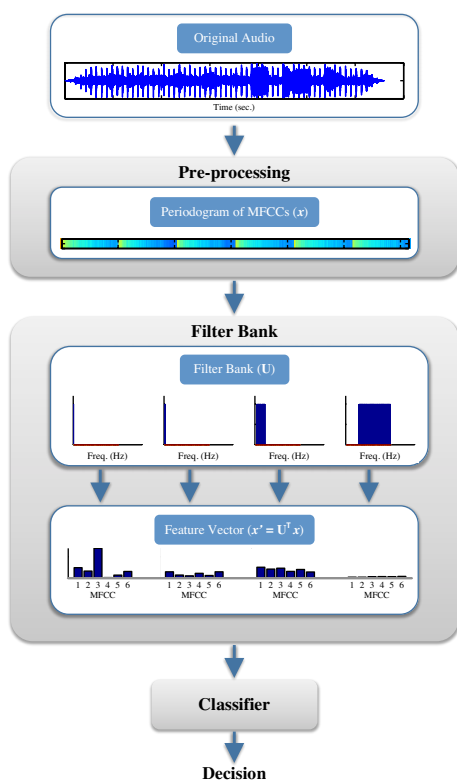 Original Audio
Time (sec.)
Pre-processing
Periodogram of MFCCs (x)
Filter Bank
Filter Bank (U)
Freq. (Hz) Freq. (Hz) Freq. (Hz) Freq. (Hz)
Feature Vector (x' = Uᵀ x)
1 2 3 4 5 6 1 2 3 4 5 6 1 2 3 4 5 6 1 2 3 4 5 6
MFCC MFCC MFCC MFCC
Classifier
Decision